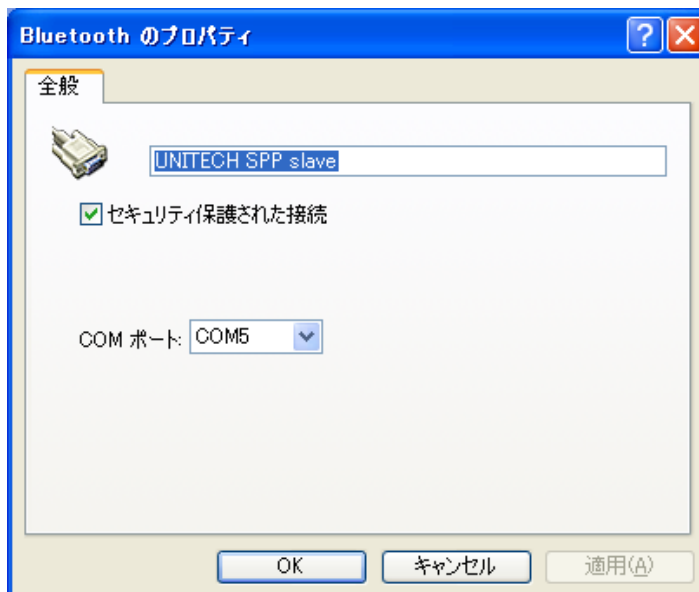 Bluetooth のプロパティ
全般
UNITECH SPP slave
セキュリティ保護された接続
COM ポート: COM5
OK キャンセル 適用(A)